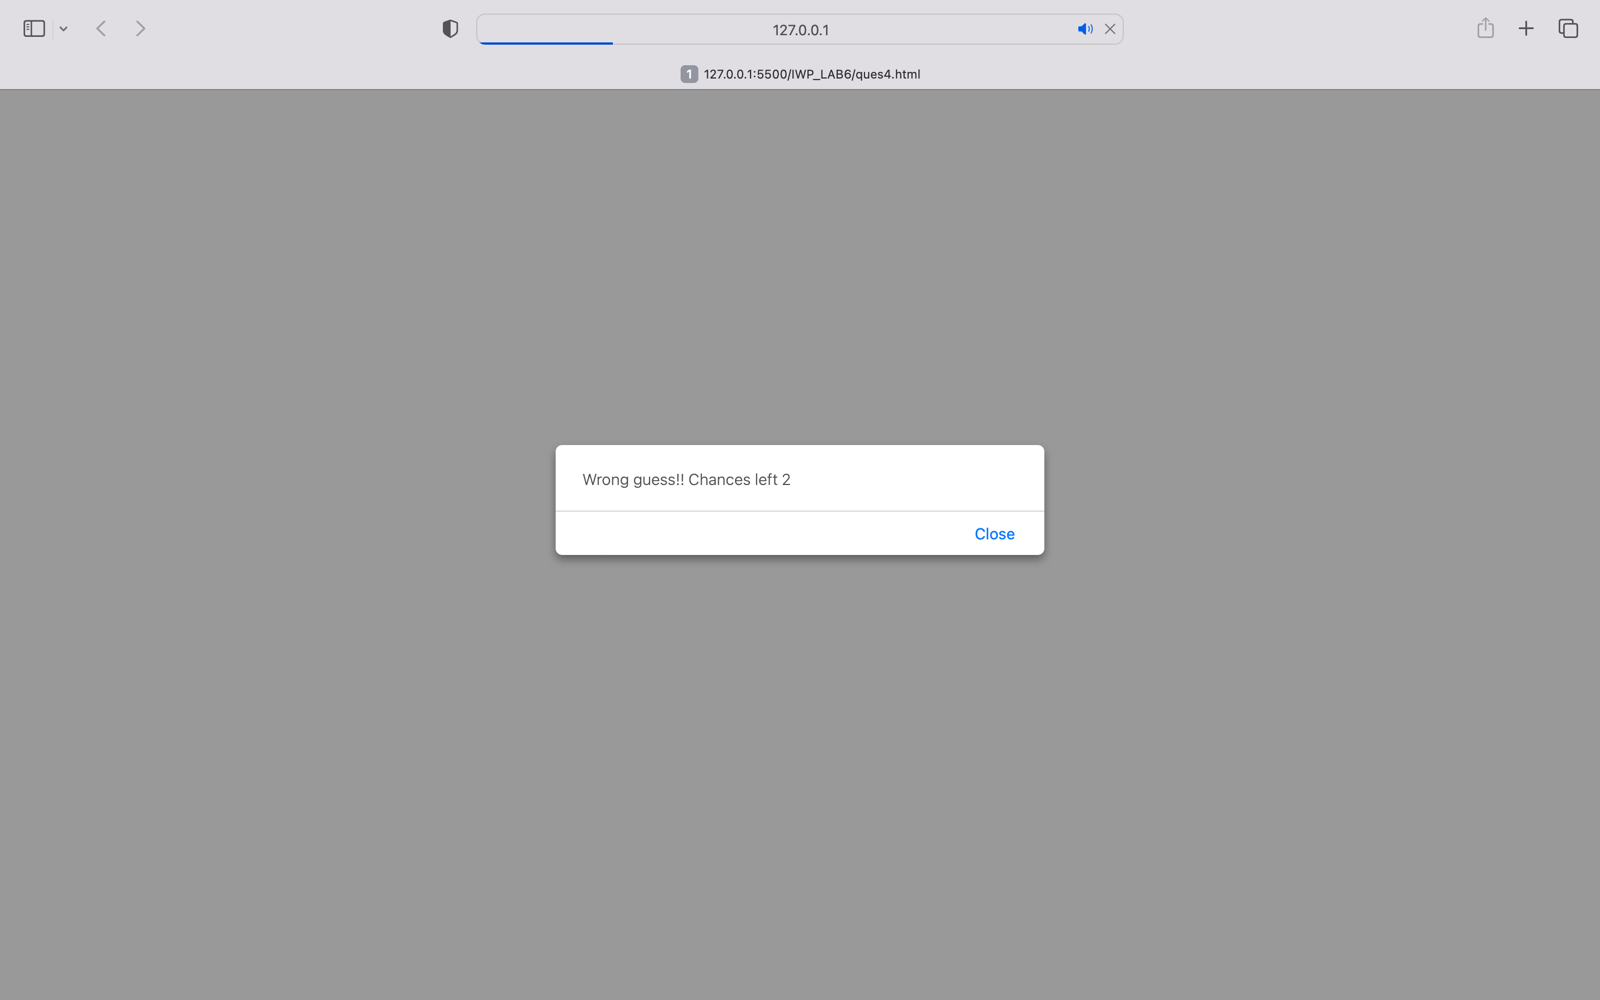 127.0.0.1
1 127.0.0.1:5500/IWP_LAB6/ques4.html
Wrong guess!! Chances left 2
Close